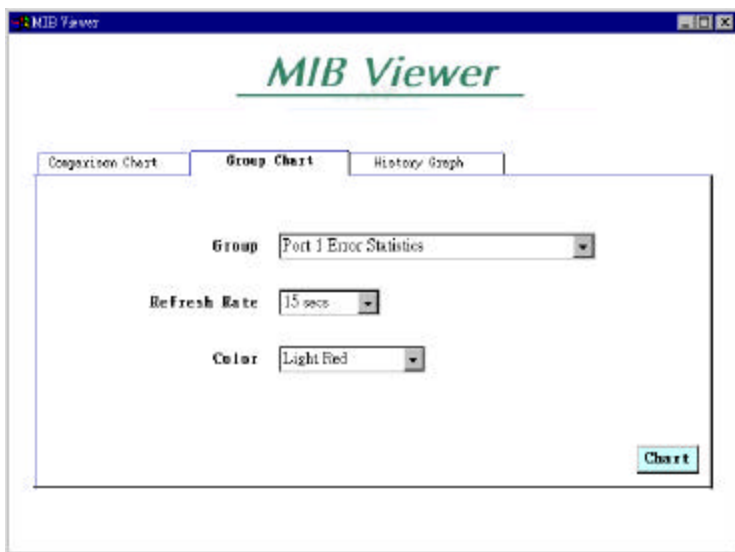 MIB Viewer
MIB Viewer
Comparison Chart Group Chart History Graph
Group Port 1 Error Statistics
Refresh Rate 15 secs
Color Light Red
Chart